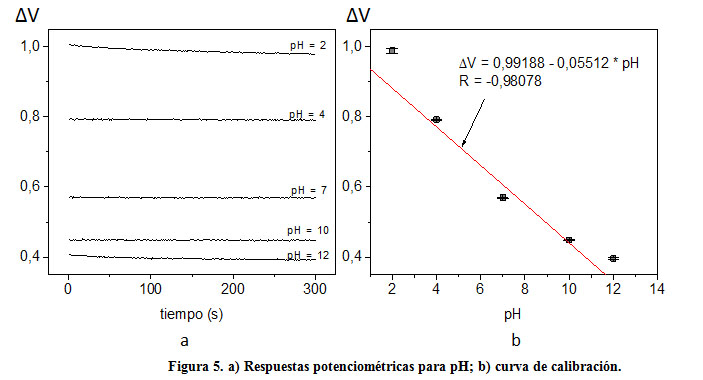 ΔV
1,0
0,8
0,6
0,4
pH = 2
pH = 4
pH = 7
pH = 10
pH = 12
0 100 200 300
tiempo (s)
a
ΔV
1,0
0,8
0,6
0,4
ΔV = 0,99188 - 0,05512 * pH
R = -0,98078
2 4 6 8 10 12 14
pH
b
Figura 5. a) Respuestas potenciométricas para pH; b) curva de calibración.